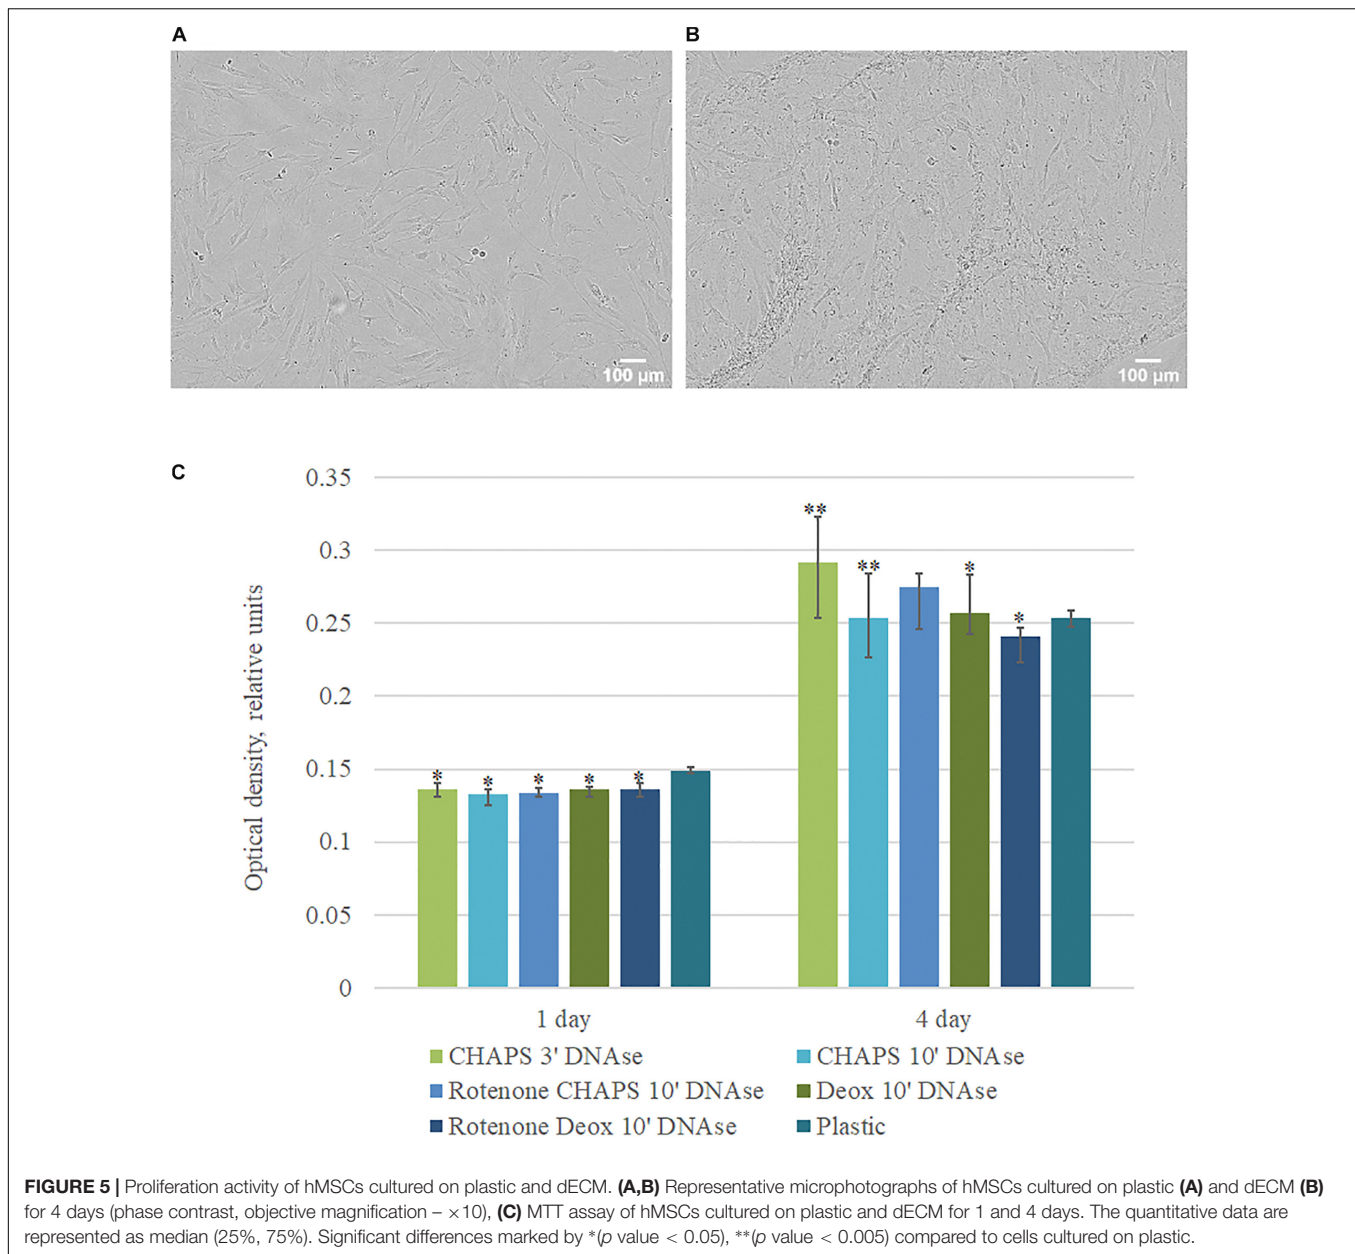 A
B
100 µm
100 µm
C
0.35
0.3
0.25
0.2
0.15
0.1
0.05
0
Optical density, relative units
** ** * *
* * * * *
1 day
4 day
CHAPS 3' DNAse
CHAPS 10' DNAse
Rotenone CHAPS 10' DNAse
Deox 10' DNAse
Rotenone Deox 10' DNAse
Plastic
FIGURE 5 | Proliferation activity of hMSCs cultured on plastic and dECM. (A,B) Representative microphotographs of hMSCs cultured on plastic (A) and dECM (B)
for 4 days (phase contrast, objective magnification – ×10), (C) MTT assay of hMSCs cultured on plastic and dECM for 1 and 4 days. The quantitative data are
represented as median (25%, 75%). Significant differences marked by *(p value < 0.05), **(p value < 0.005) compared to cells cultured on plastic.